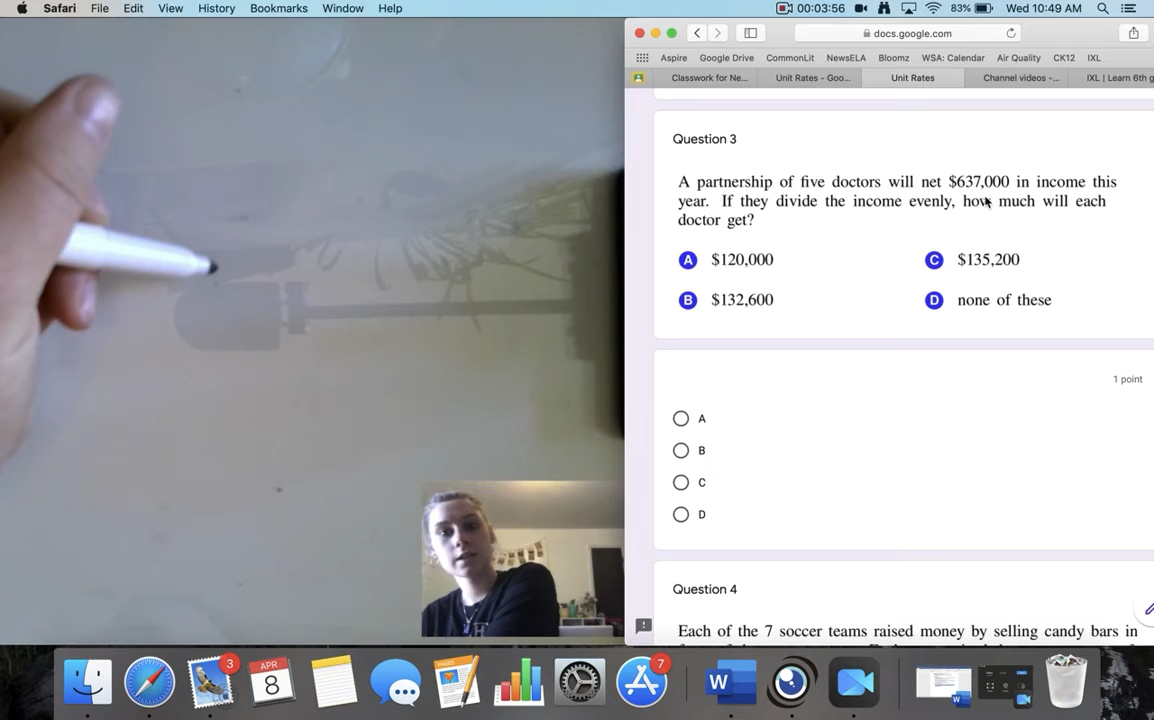 Safari File Edit View History Bookmarks Window Help 00:03:56 83% Wed 10:49 AM
docs.google.com
Aspire Google Drive CommonLit NewsELA Bloomz WSA: Calendar Air Quality CK12 IXL
Classwork for Ne... Unit Rates - Goo... Unit Rates Channel videos -... IXL | Learn 6th g
Question 3
A partnership of five doctors will net $637,000 in income this
year. If they divide the income evenly, how much will each
doctor get?
A $120,000 C $135,200
B $132,600 D none of these
1 point
A
B
C
D
Question 4
Each of the 7 soccer teams raised money by selling candy bars in
3
APR
8
PAGES
7
W